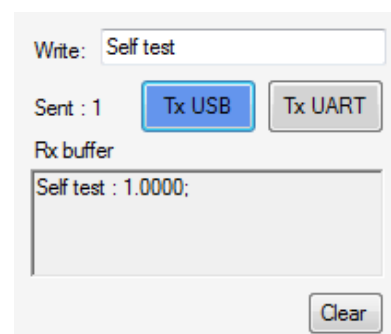 Write: Self test
Sent : 1 Tx USB Tx UART
Rx buffer
Self test : 1.0000;
Clear